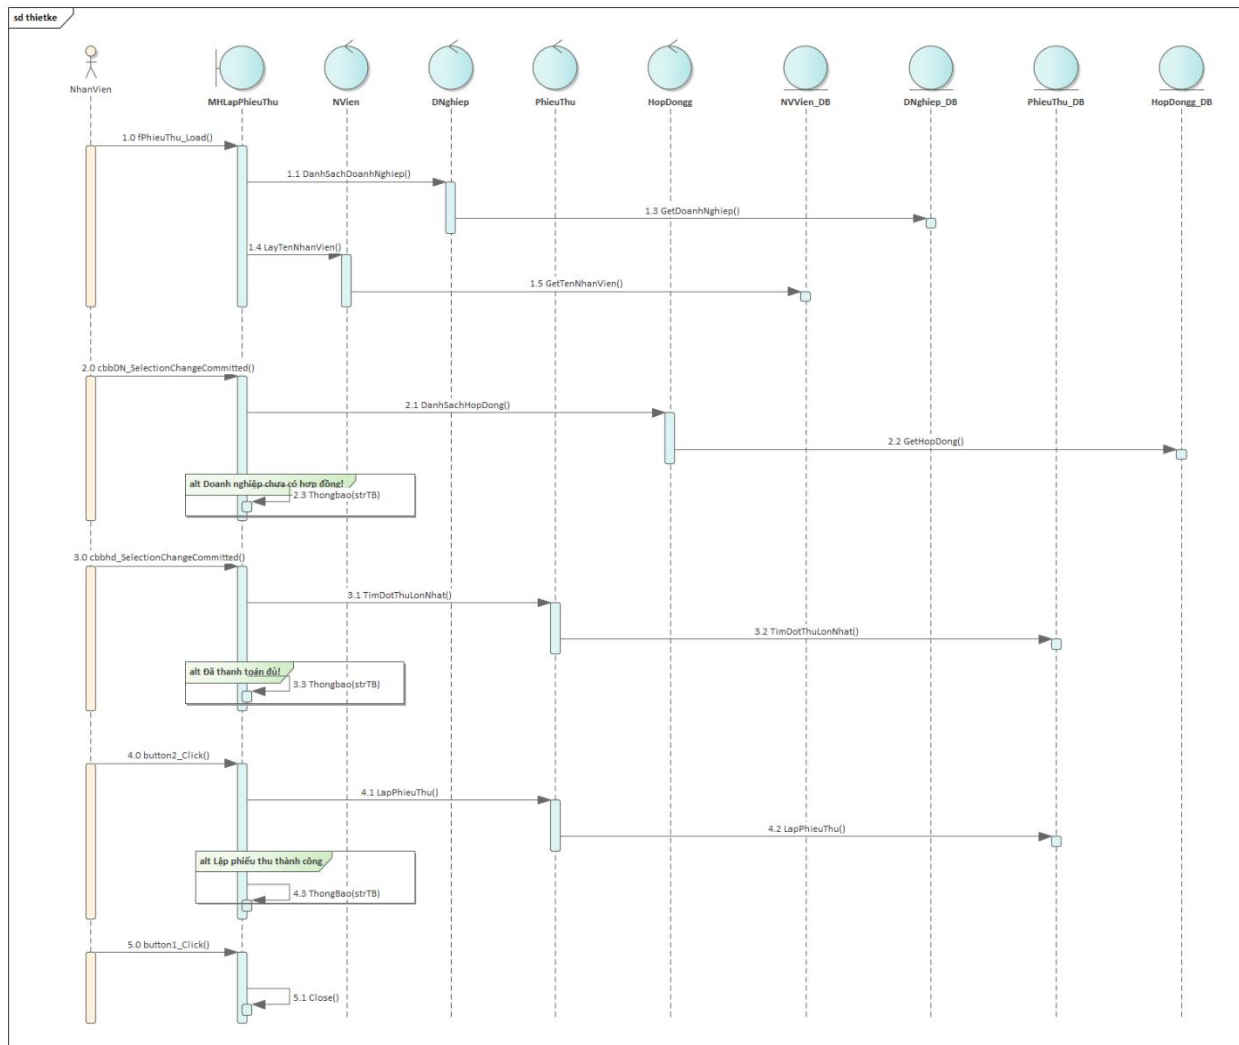 sd thietke
NhanVien
MHLapPhieuThu
NVien
DNghiep
PhieuThu
HopDongg
NVVien_DB
DNghiep_DB
PhieuThu_DB
HopDongg_DB
1.0 fPhieuThu_Load()
1.1 DanhSachDoanhNghiep()
1.3 GetDoanhNghiep()
1.4 LayTenNhanVien()
1.5 GetTenNhanVien()
2.0 cbbDN_SelectionChangeCommitted()
2.1 DanhSachHopDong()
2.2 GetHopDong()
alt Doanh nghiệp chưa có hợp đồng!
2.3 Thongbao(strTB)
3.0 cbbhd_SelectionChangeCommitted()
3.1 TimDotThuLonNhat()
3.2 TimDotThuLonNhat()
alt Đã thanh toán đủ!
3.3 Thongbao(strTB)
4.0 button2_Click()
4.1 LapPhieuThu()
4.2 LapPhieuThu()
alt Lập phiếu thu thành công
4.3 ThongBao(strTB)
5.0 button1_Click()
5.1 Close()